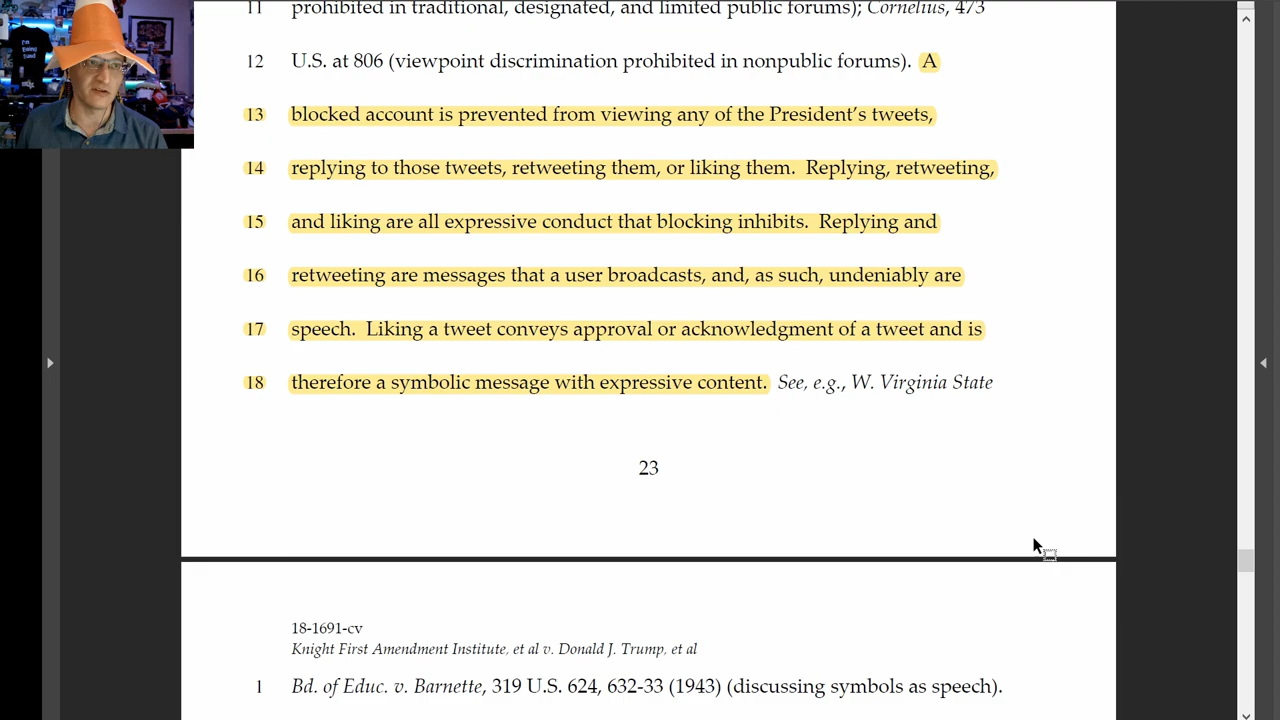 11 prohibited in traditional, designated, and limited public forums); Cornelius, 473
12 U.S. at 806 (viewpoint discrimination prohibited in nonpublic forums). A
13 blocked account is prevented from viewing any of the President's tweets,
14 replying to those tweets, retweeting them, or liking them. Replying, retweeting,
15 and liking are all expressive conduct that blocking inhibits. Replying and
16 retweeting are messages that a user broadcasts, and, as such, undeniably are
17 speech. Liking a tweet conveys approval or acknowledgment of a tweet and is
18 therefore a symbolic message with expressive content. See, e.g., W. Virginia State
23
18-1691-cv
Knight First Amendment Institute, et al v. Donald J. Trump, et al
1 Bd. of Educ. v. Barnette, 319 U.S. 624, 632-33 (1943) (discussing symbols as speech).